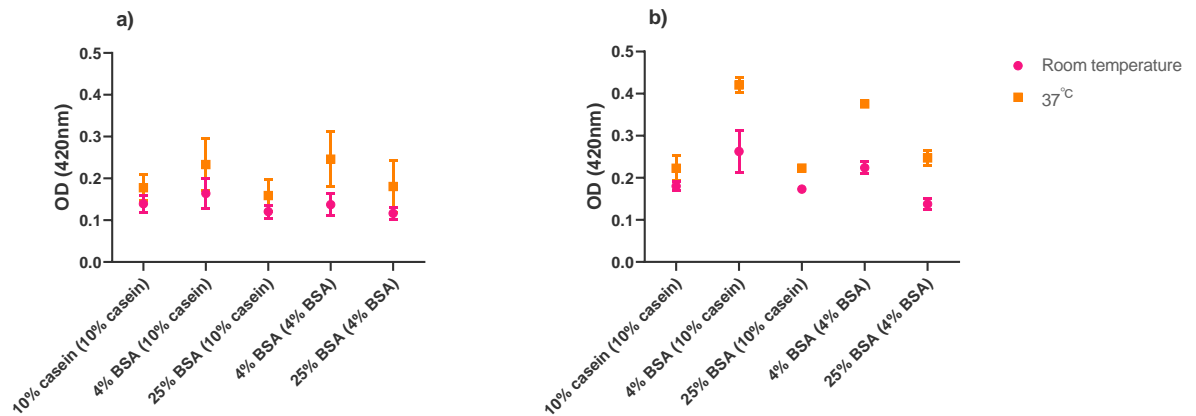 a)
OD (420nm)
0.5
0.4
0.3
0.2
0.1
0.0
10% casein (10% casein)
4% BSA (10% casein)
25% BSA (10% casein)
4% BSA (4% BSA)
25% BSA (4% BSA)
b)
OD (420nm)
0.5
0.4
0.3
0.2
0.1
0.0
10% casein (10% casein)
4% BSA (10% casein)
25% BSA (10% casein)
4% BSA (4% BSA)
25% BSA (4% BSA)
Room temperature
37°C